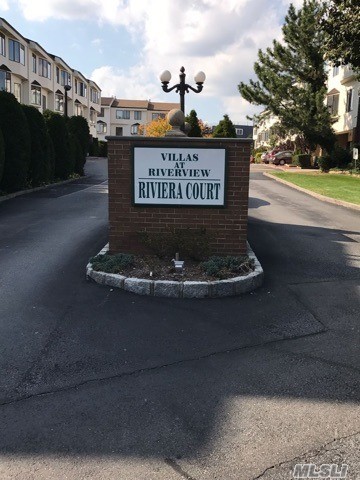 VILLAS
AT
RIVERVIEW
RIVIERA COURT
MLSLI